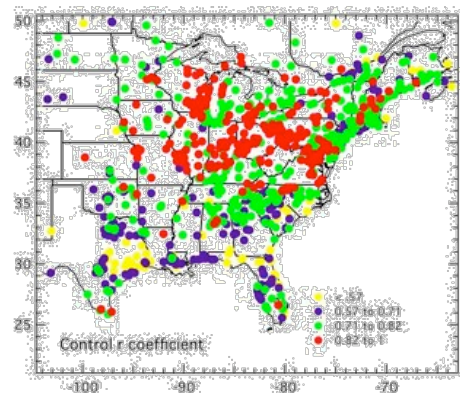 50
45
40
35
30
25
< .57
0.57 to 0.71
0.71 to 0.82
0.82 to 1
Control r coefficient
-100 -90 -80 -70